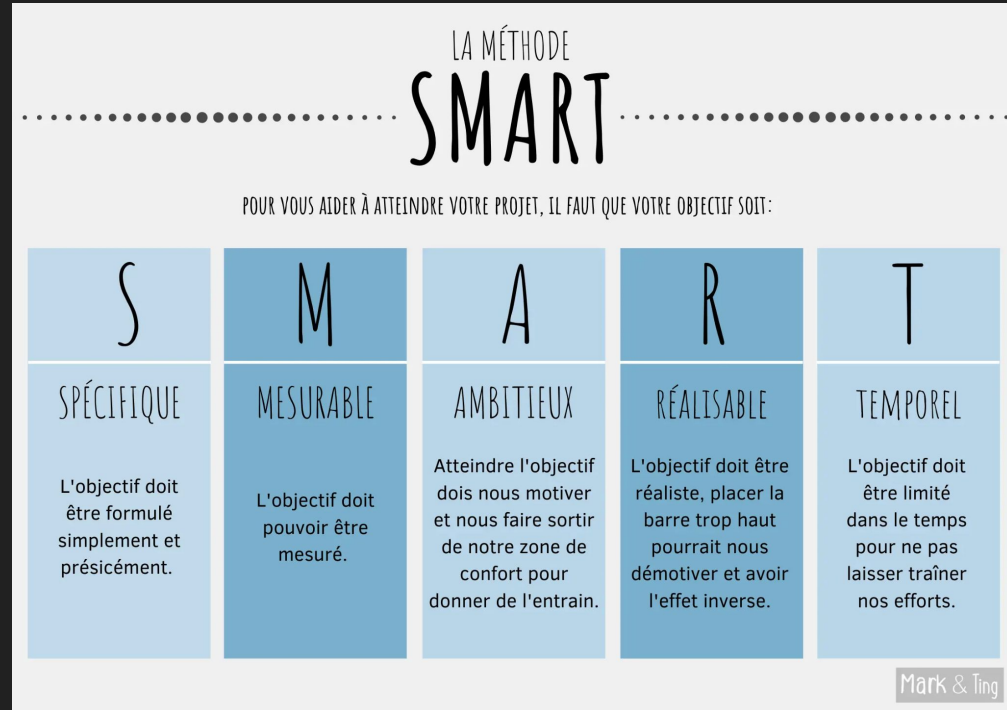 LA MÉTHODE
SMART
POUR VOUS AIDER À ATTEINDRE VOTRE PROJET, IL FAUT QUE VOTRE OBJECTIF SOIT:
S
SPÉCIFIQUE
L'objectif doit
être formulé
simplement et
présicément.
M
MESURABLE
L'objectif doit
pouvoir être
mesuré.
A
AMBITIEUX
Atteindre l'objectif
dois nous motiver
et nous faire sortir
de notre zone de
confort pour
donner de l'entrain.
R
RÉALISABLE
L'objectif doit être
réaliste, placer la
barre trop haut
pourrait nous
démotiver et avoir
l'effet inverse.
T
TEMPOREL
L'objectif doit
être limité
dans le temps
pour ne pas
laisser traîner
nos efforts.
Mark & Ting